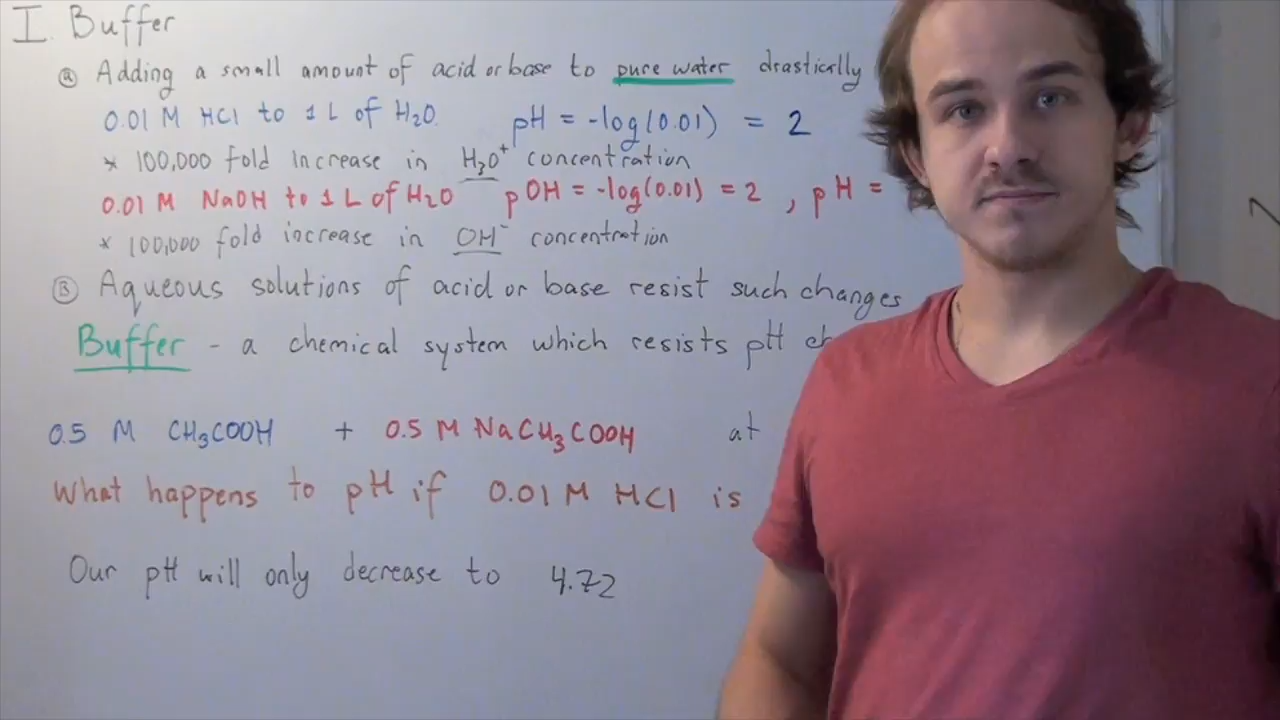 I. Buffer
Ⓐ Adding a small amount of acid or base to pure water drastically
0.01 M HCl to 1 L of H₂O. pH = -log(0.01) = 2
* 100,000 fold Increase in H₃O⁺ concentration
0.01 M NaOH to 1 L of H₂O pOH = -log(0.01) = 2 , pH =
* 100,000 fold increase in OH⁻ concentration
Ⓑ Aqueous solutions of acid or base resist such changes
Buffer - a chemical system which resists pH ch
0.5 M CH₃COOH + 0.5 M NaCH₃COOH at
What happens to pH if 0.01 M HCl is
Our pH will only decrease to 4.72